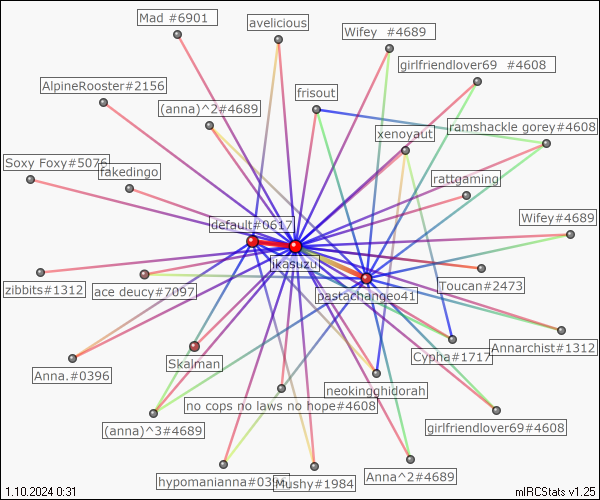 Mad #6901
avelicious
Wifey  #4689
girlfriendlover69  #4608
AlpineRooster#2156
frisout
(anna)^2#4689
xenoyaut
ramshackle gorey#4608
Soxy Foxy#5076
fakedingo
rattgaming
default#0617
Wifey#4689
ikasuzu
zibbits#1312
ace deucy#7097
pastachangeo41
Toucan#2473
Skalman
Cypha#1717
Annarchist#1312
Anna.#0396
neokingghidorah
no cops no laws no hope#4608
(anna)^3#4689
girlfriendlover69#4608
hypomanianna#03
Mushy#1984
Anna^2#4689
1.10.2024 0:31
mIRCStats v1.25